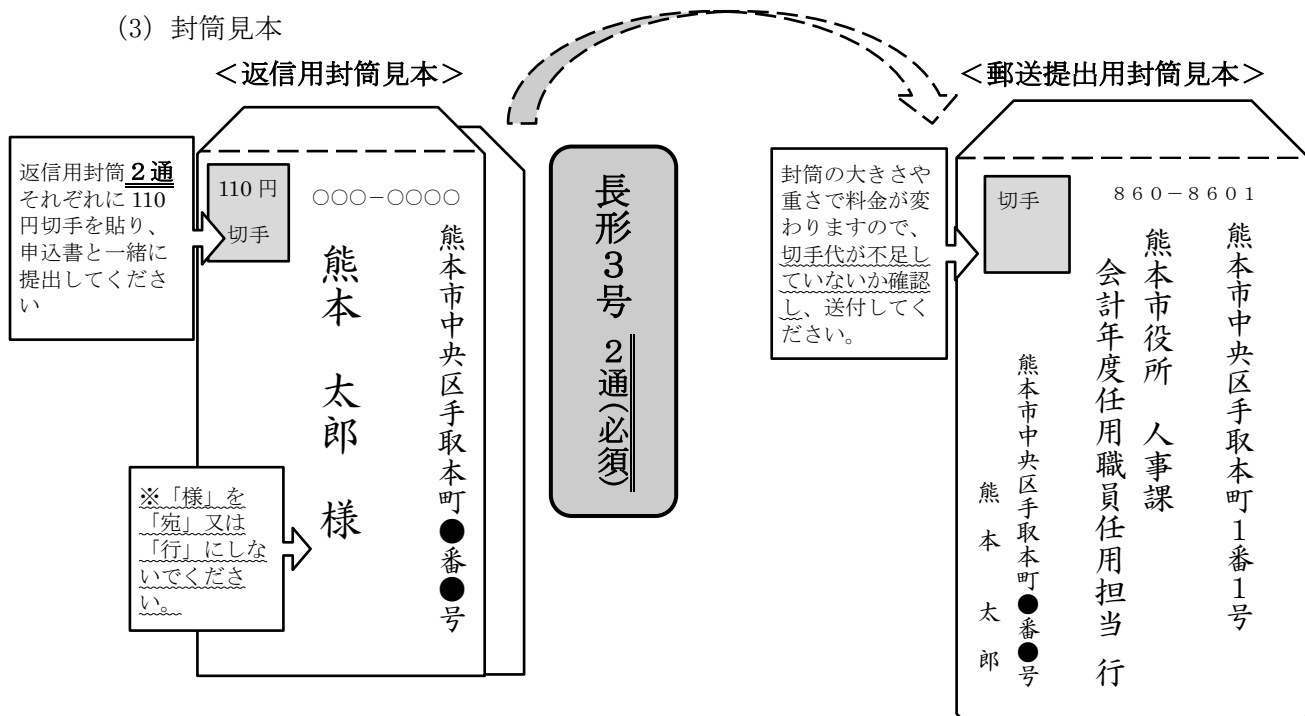 (3) 封筒見本
＜返信用封筒見本＞
返信用封筒２通
それぞれに 110
円切手を貼り、
申込書と一緒に
提出してくださ
い
110 円
切手
○○○－○○○○
熊本市中央区手取本町●番●号
熊本　太郎　様
※「様」を
「宛」又は
「行」にしな
いでくださ
い。
長形３号　２通(必須)
＜郵送提出用封筒見本＞
封筒の大きさや
重さで料金が変
わりますので、
切手代が不足し
ていないか確認
し、送付してく
ださい。
切手
８６０－８６０１
熊本市中央区手取本町１番１号
熊本市役所　人事課
会計年度任用職員任用担当 行
熊本市中央区手取本町●番●号
熊本　太郎